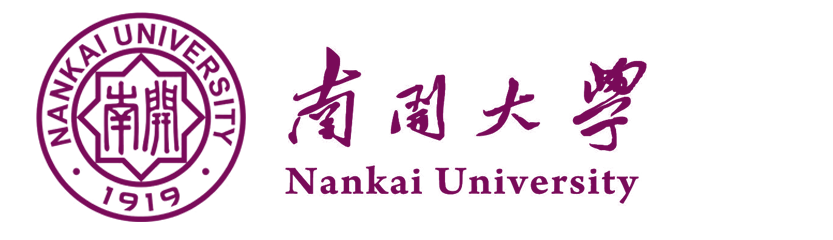 NANKAI UNIVERSITY
南開
· 1919 ·
南開大學
Nankai University